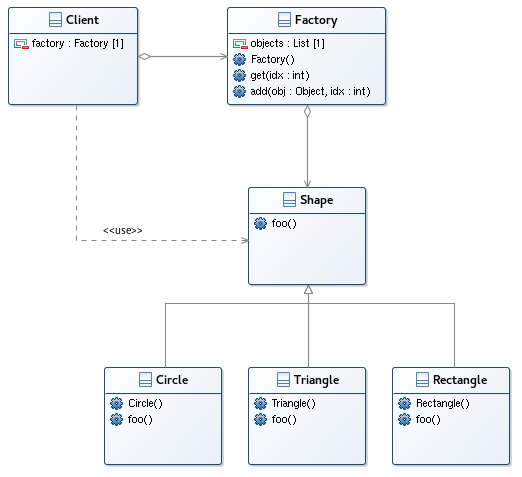 Client
factory : Factory [1]
Factory
objects : List [1]
Factory()
get(idx : int)
add(obj : Object, idx : int)
Shape
foo()
<<use>>
Circle
Circle()
foo()
Triangle
Triangle()
foo()
Rectangle
Rectangle()
foo()